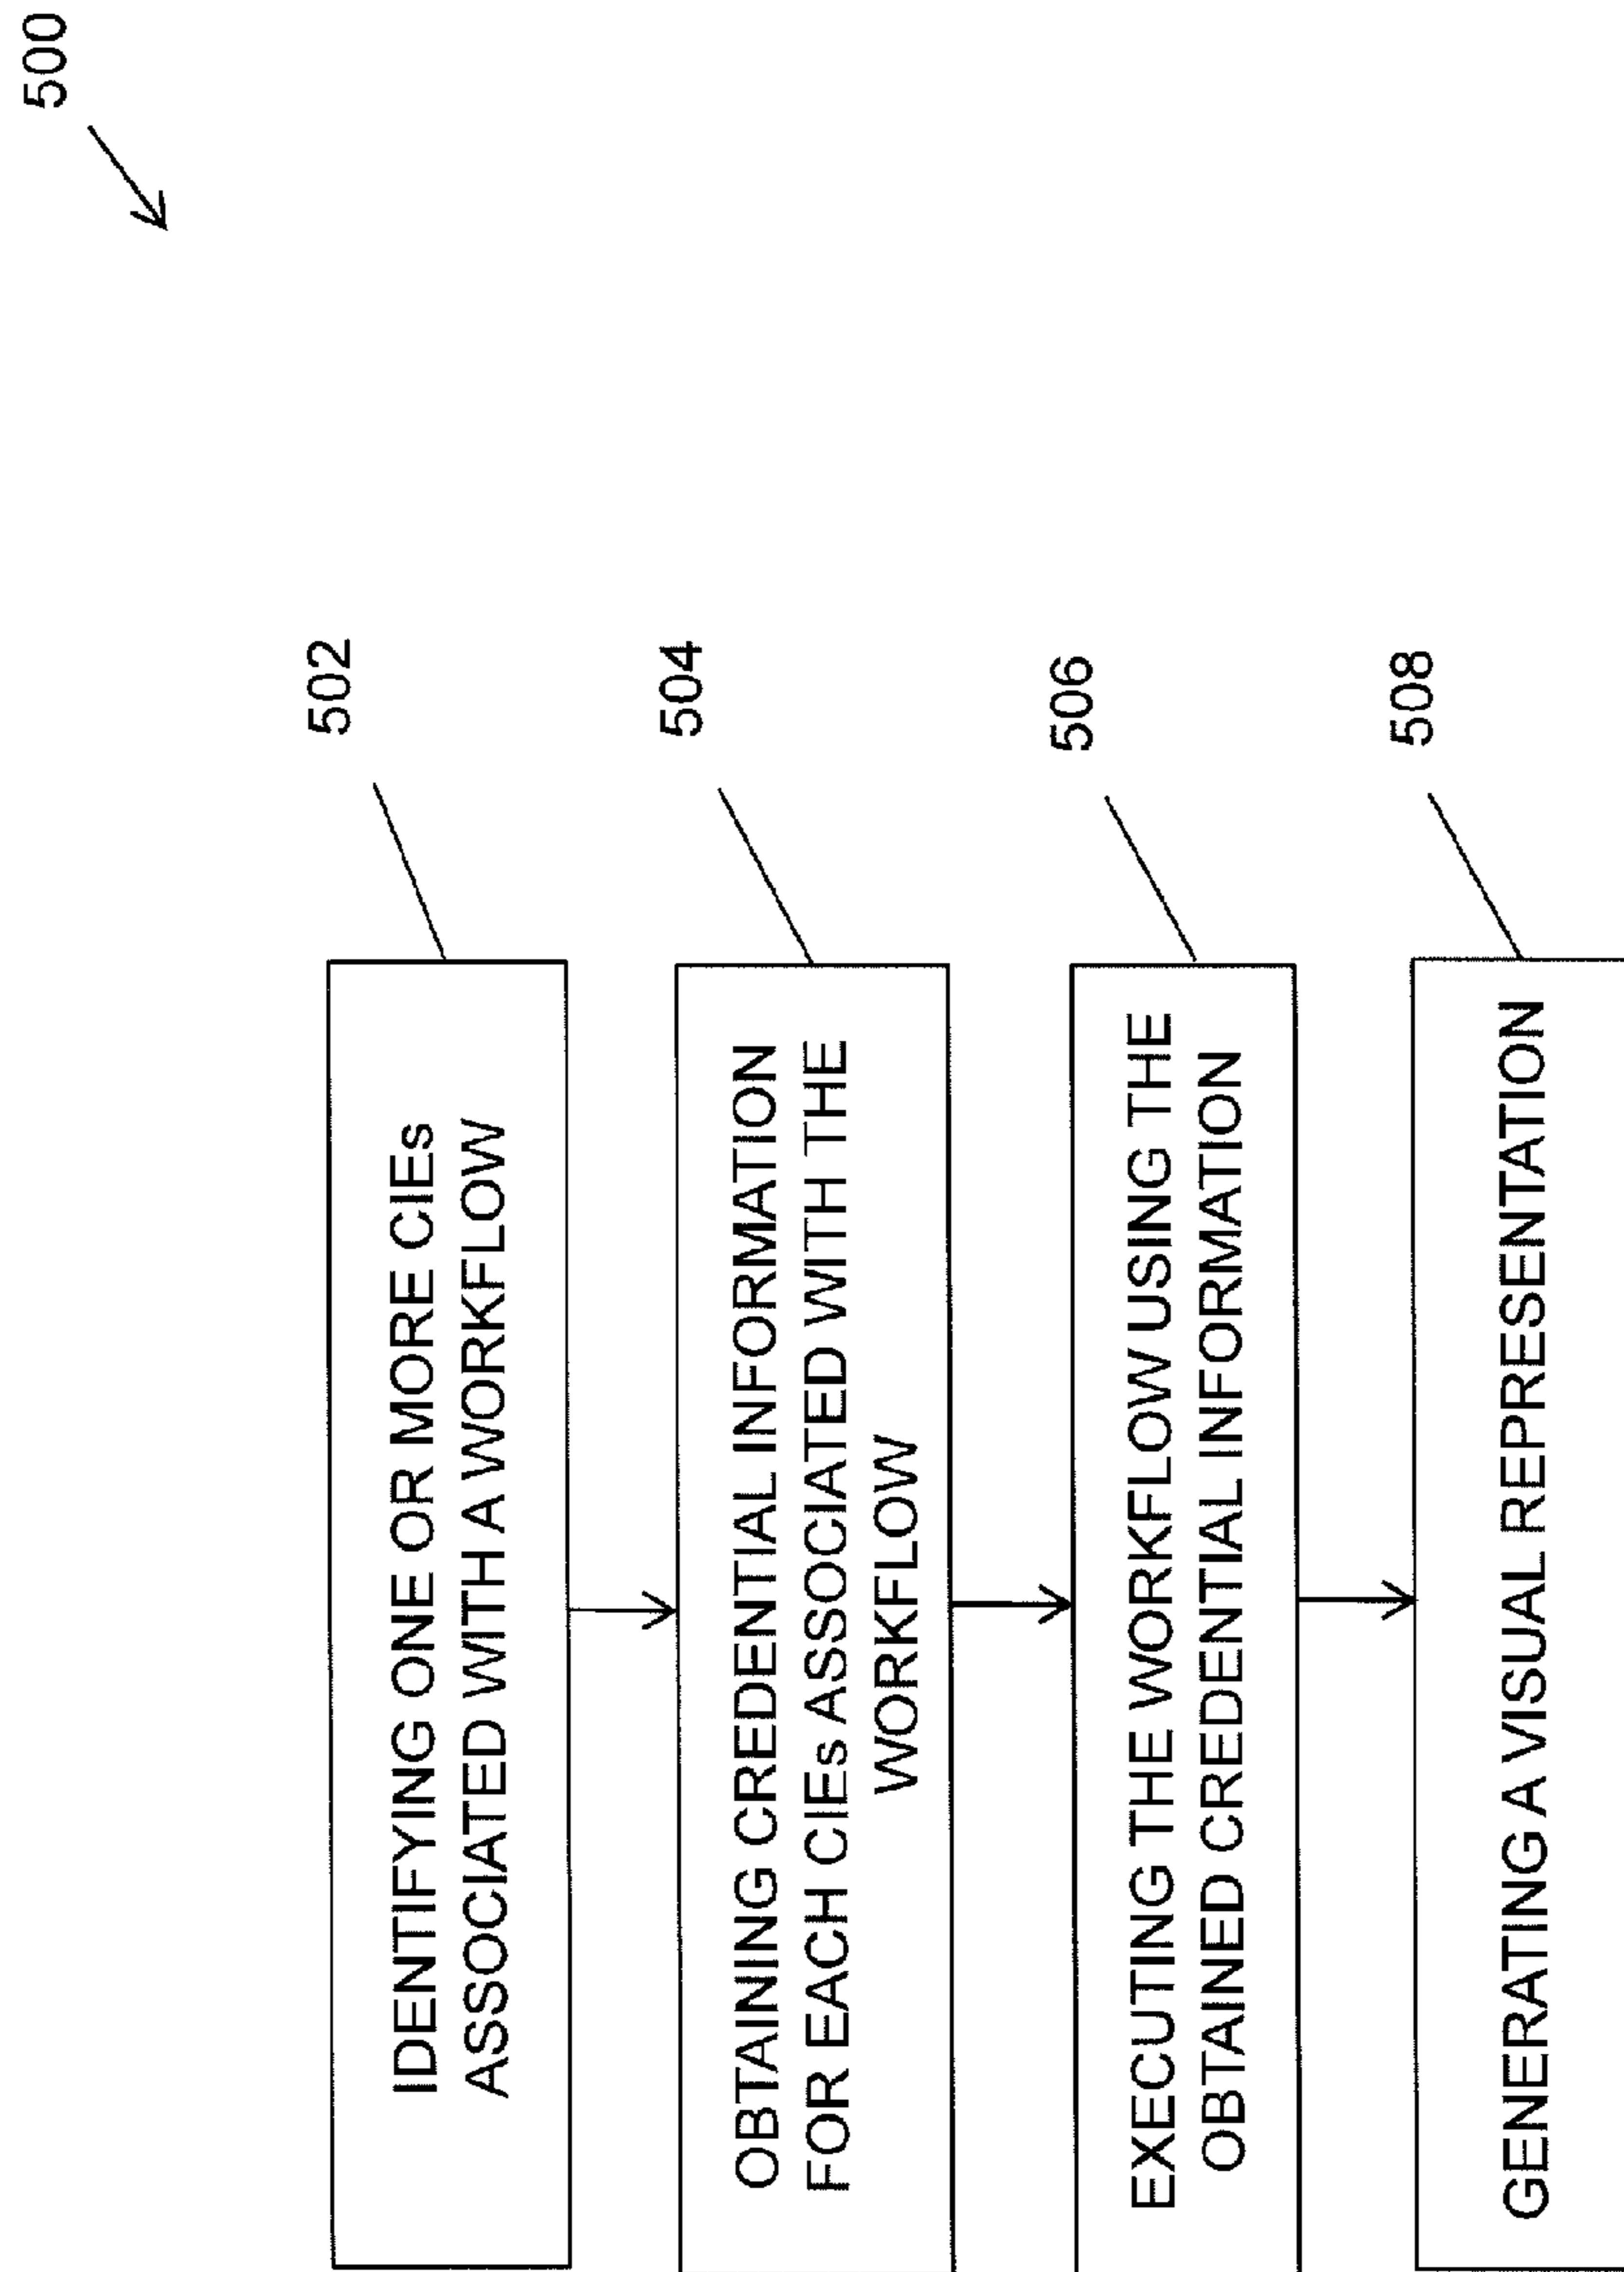 500
502
IDENTIFYING ONE OR MORE CIEs
ASSOCIATED WITH A WORKFLOW
504
OBTAINING CREDENTIAL INFORMATION
FOR EACH CIEs ASSOCIATED WITH THE
WORKFLOW
506
EXECUTING THE WORKFLOW USING THE
OBTAINED CREDENTIAL INFORMATION
508
GENERATING A VISUAL REPRESENTATION